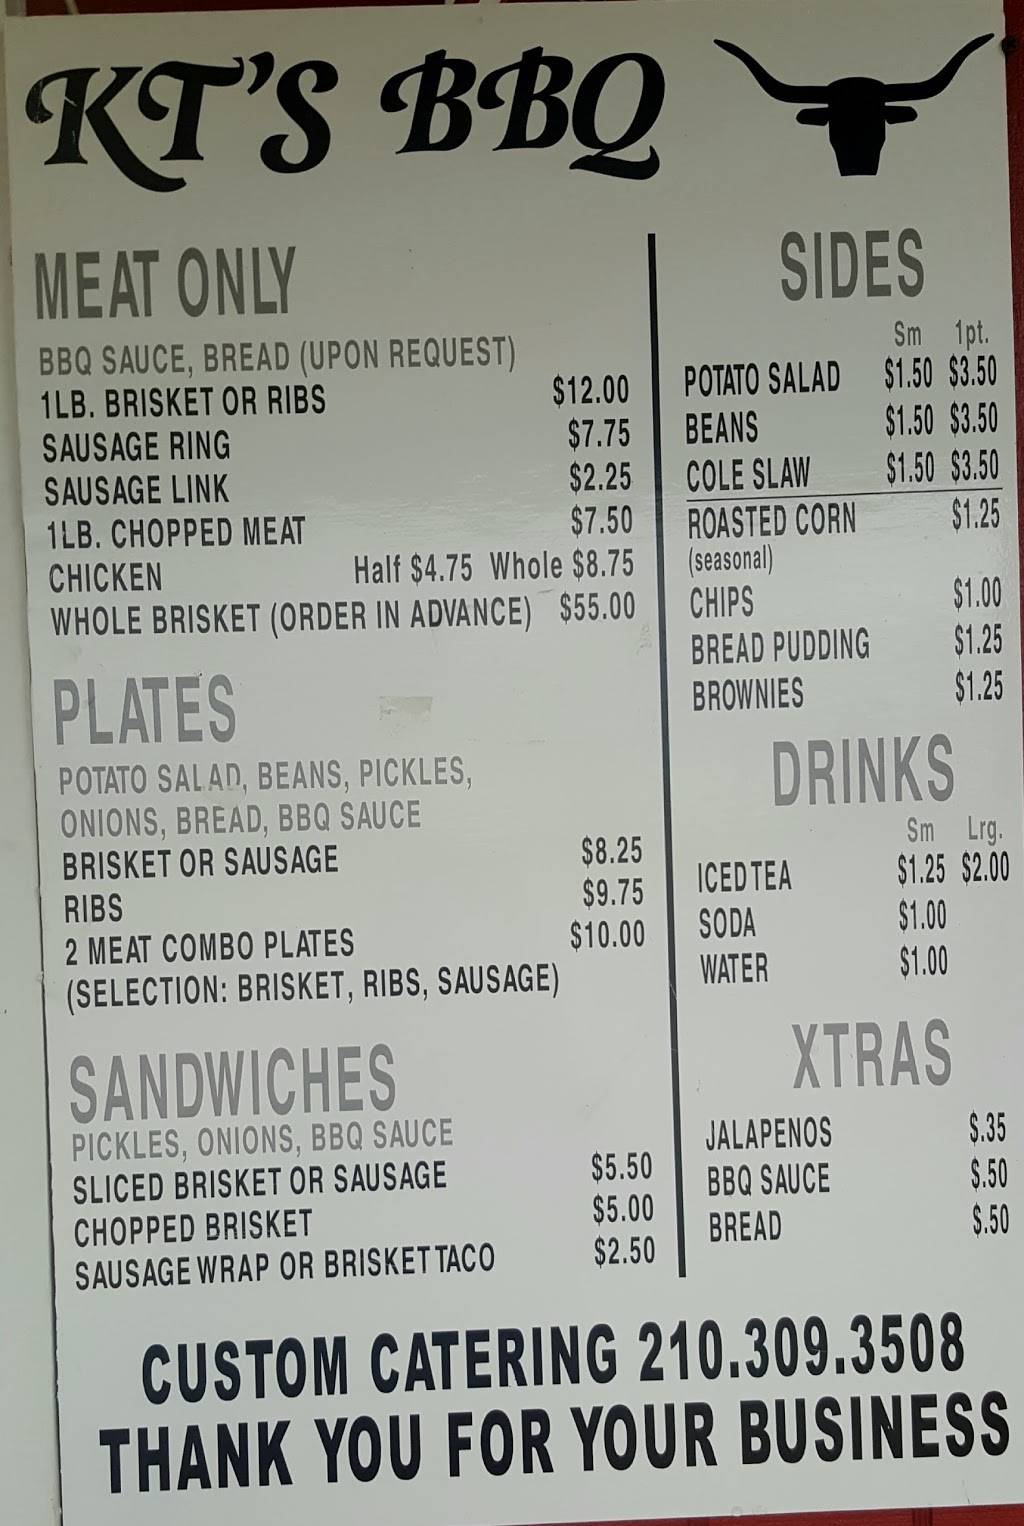 KT'S BBQ
MEAT ONLY
BBQ SAUCE, BREAD (UPON REQUEST)
1LB. BRISKET OR RIBS $12.00
SAUSAGE RING $7.75
SAUSAGE LINK $2.25
1LB. CHOPPED MEAT $7.50
CHICKEN Half $4.75 Whole $8.75
WHOLE BRISKET (ORDER IN ADVANCE) $55.00
PLATES
POTATO SALAD, BEANS, PICKLES,
ONIONS, BREAD, BBQ SAUCE
BRISKET OR SAUSAGE $8.25
RIBS $9.75
2 MEAT COMBO PLATES $10.00
(SELECTION: BRISKET, RIBS, SAUSAGE)
SANDWICHES
PICKLES, ONIONS, BBQ SAUCE
SLICED BRISKET OR SAUSAGE $5.50
CHOPPED BRISKET $5.00
SAUSAGE WRAP OR BRISKET TACO $2.50
SIDES
Sm 1pt.
POTATO SALAD $1.50 $3.50
BEANS $1.50 $3.50
COLE SLAW $1.50 $3.50
ROASTED CORN $1.25
(seasonal)
CHIPS $1.00
BREAD PUDDING $1.25
BROWNIES $1.25
DRINKS
Sm Lrg.
ICED TEA $1.25 $2.00
SODA $1.00
WATER $1.00
XTRAS
JALAPENOS $.35
BBQ SAUCE $.50
BREAD $.50
CUSTOM CATERING 210.309.3508
THANK YOU FOR YOUR BUSINESS